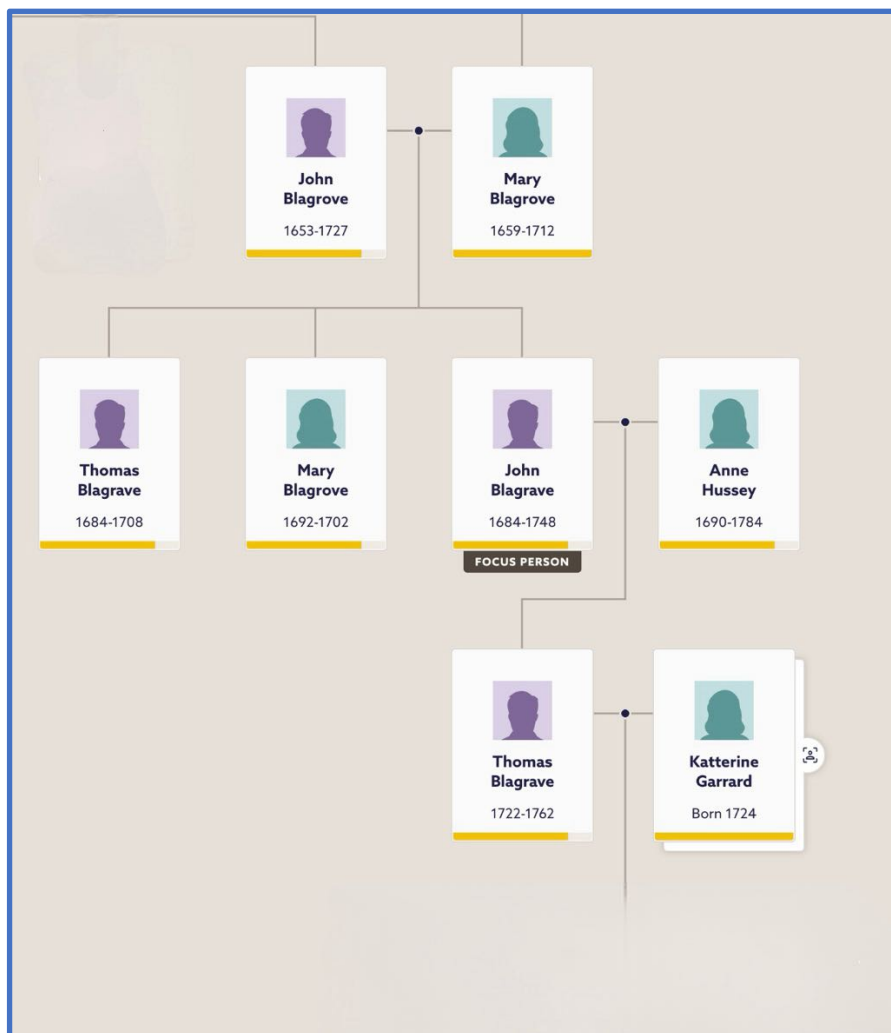 John
Blagrove
1653-1727
Mary
Blagrove
1659-1712
Thomas
Blagrave
1684-1708
Mary
Blagrove
1692-1702
John
Blagrave
1684-1748
FOCUS PERSON
Anne
Hussey
1690-1784
Thomas
Blagrave
1722-1762
Katterine
Garrard
Born 1724